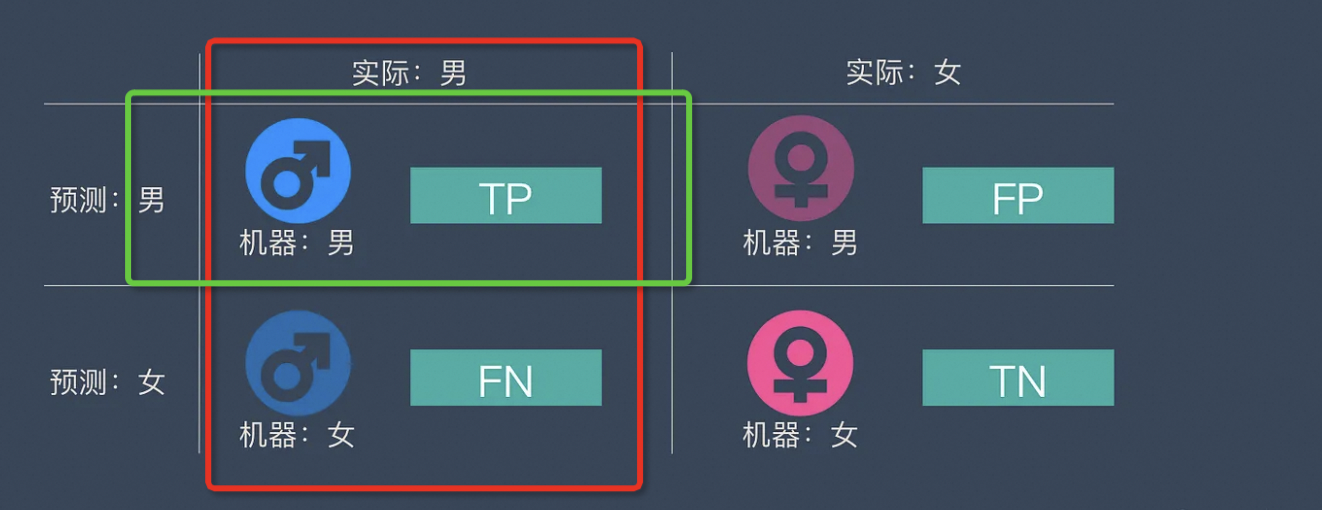 实际：男 实际：女
预测：男 TP FP
机器：男 机器：男
预测：女 FN TN
机器：女 机器：女